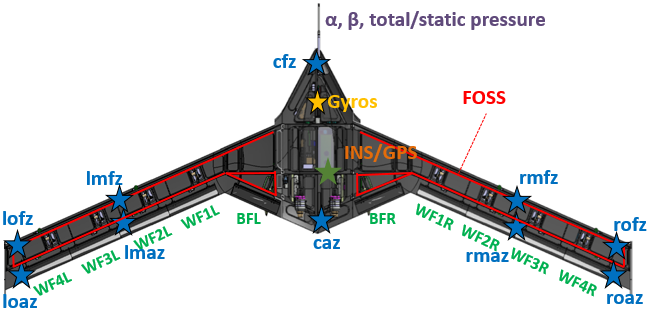 α, β, total/static pressure
cfz
Gyros
FOSS
INS/GPS
lmfz
rmfz
lofz
WF1L
BFL
BFR
WF1R
rofz
lmaz
WF2L
caz
WF2R
rmaz
WF3L
WF3R
loaz
WF4L
WF4R
roaz